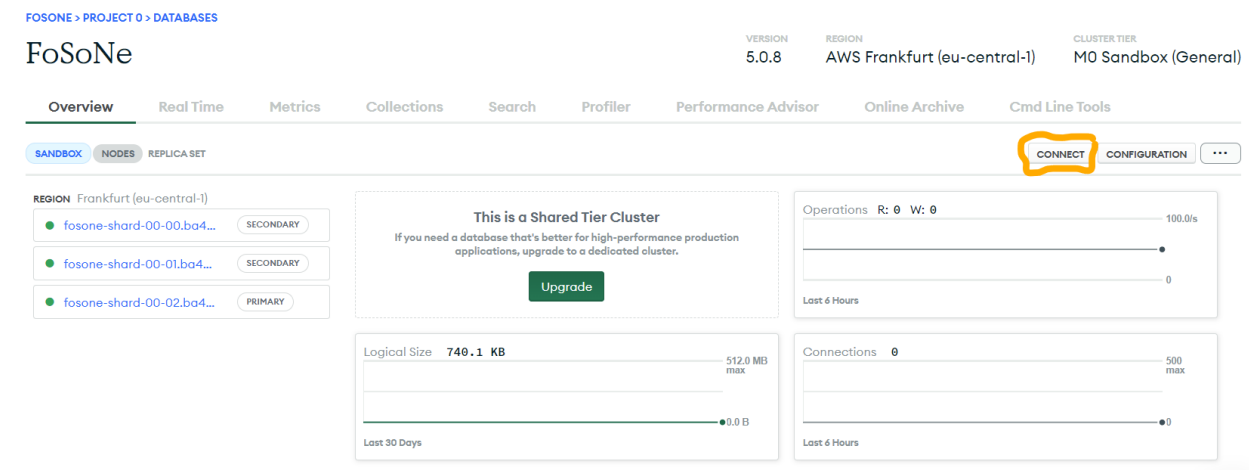 FOSONE > PROJECT 0 > DATABASES
FoSoNe
VERSION
5.0.8
REGION
AWS Frankfurt (eu-central-1)
CLUSTER TIER
M0 Sandbox (General)
Overview Real Time Metrics Collections Search Profiler Performance Advisor Online Archive Cmd Line Tools
SANDBOX NODES REPLICA SET
CONNECT CONFIGURATION ...
REGION Frankfurt (eu-central-1)
fosone-shard-00-00.ba4... SECONDARY
fosone-shard-00-01.ba4... SECONDARY
fosone-shard-00-02.ba4... PRIMARY
This is a Shared Tier Cluster
If you need a database that's better for high-performance production
applications, upgrade to a dedicated cluster.
Upgrade
Operations R: 0 W: 0
100.0/s
0
Last 6 Hours
Logical Size 740.1 KB
512.0 MB
max
0.0 B
Last 30 Days
Connections 0
500
max
0
Last 6 Hours